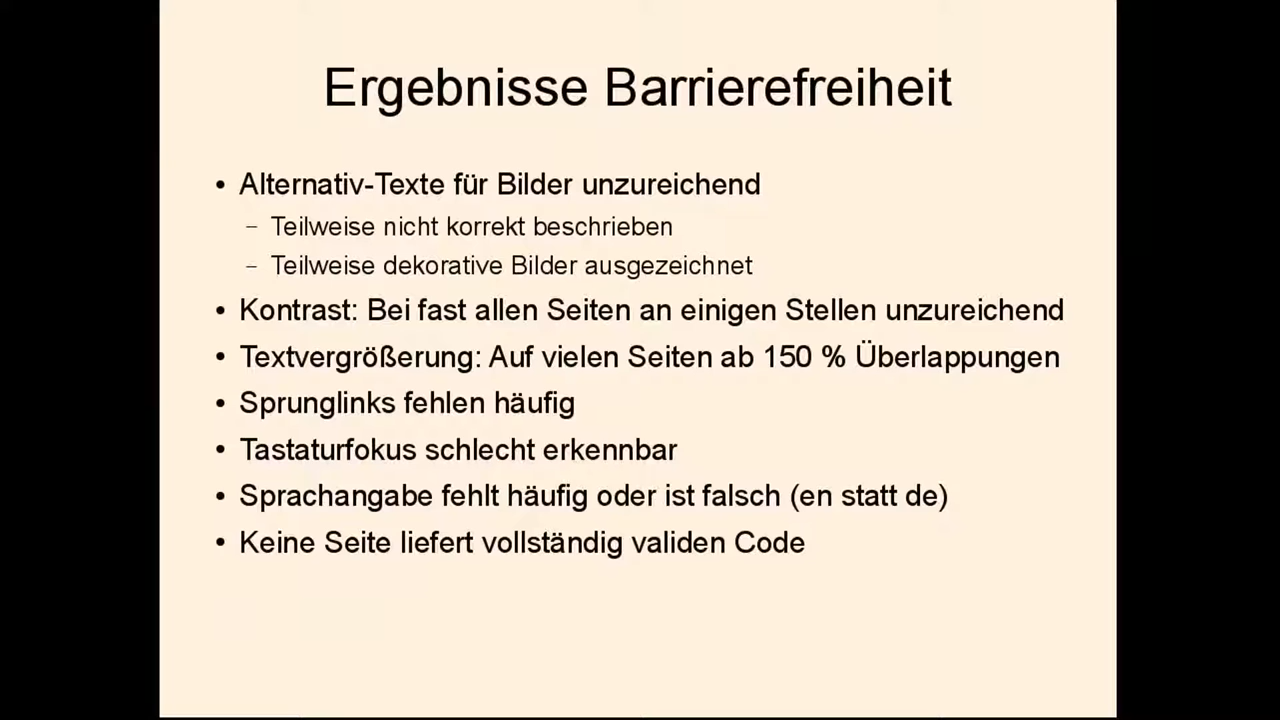 Ergebnisse Barrierefreiheit
• Alternativ-Texte für Bilder unzureichend
– Teilweise nicht korrekt beschrieben
– Teilweise dekorative Bilder ausgezeichnet
• Kontrast: Bei fast allen Seiten an einigen Stellen unzureichend
• Textvergrößerung: Auf vielen Seiten ab 150 % Überlappungen
• Sprunglinks fehlen häufig
• Tastaturfokus schlecht erkennbar
• Sprachangabe fehlt häufig oder ist falsch (en statt de)
• Keine Seite liefert vollständig validen Code